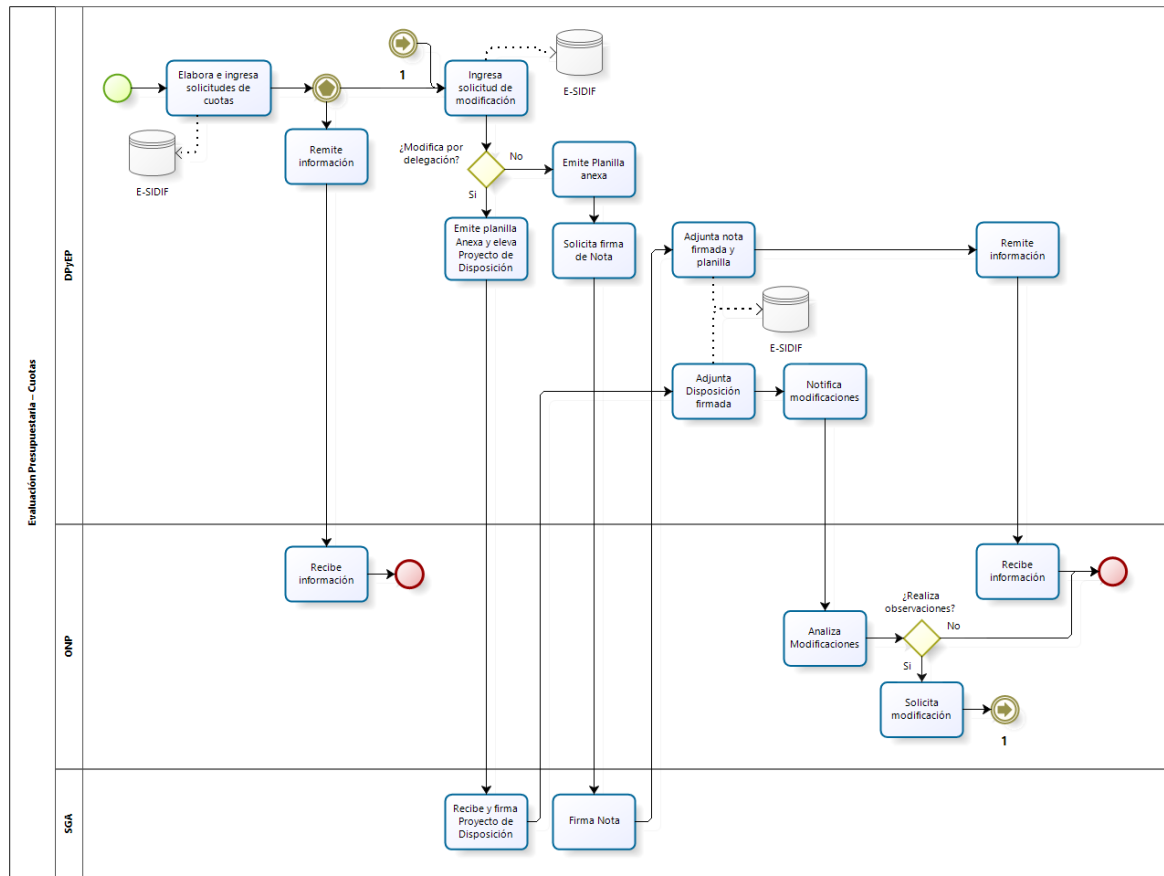 Evaluación Presupuestaria – Cuotas
DPyEP
Elabora e ingresa
solicitudes de
cuotas
E-SIDIF
Remite
información
1
Ingresa
solicitud de
modificación
E-SIDIF
¿Modifica por
delegación?
No
Si
Emite Planilla
anexa
Emite planilla
Anexa y eleva
Proyecto de
Disposición
Solicita firma
de Nota
Adjunta nota
firmada y
planilla
Remite
información
E-SIDIF
Adjunta
Disposición
firmada
Notifica
modificaciones
ONP
Recibe
información
Recibe
información
¿Realiza
observaciones?
Analiza
Modificaciones
No
Si
Solicita
modificación
1
SGA
Recibe y firma
Proyecto de
Disposición
Firma Nota